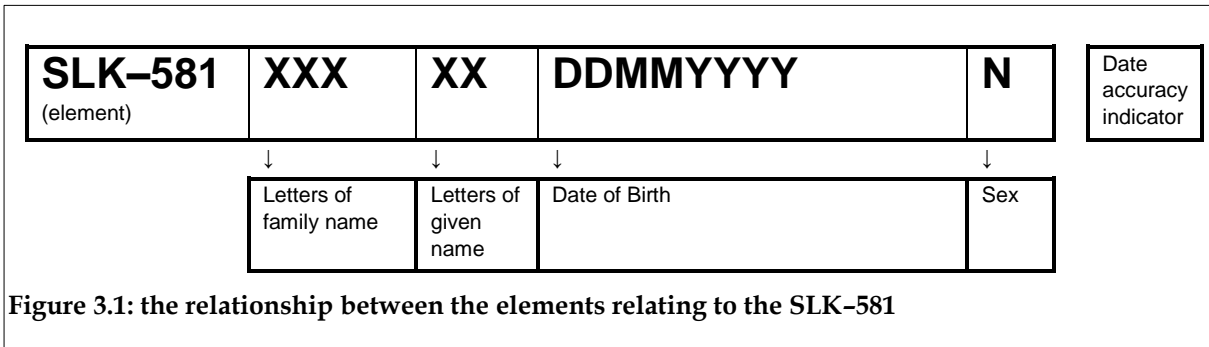 SLK–581 XXX XX DDMMYYYY N
(element)
Date
accuracy
indicator
↓ ↓ ↓ ↓
Letters of
family name
Letters of
given
name
Date of Birth
Sex
Figure 3.1: the relationship between the elements relating to the SLK–581